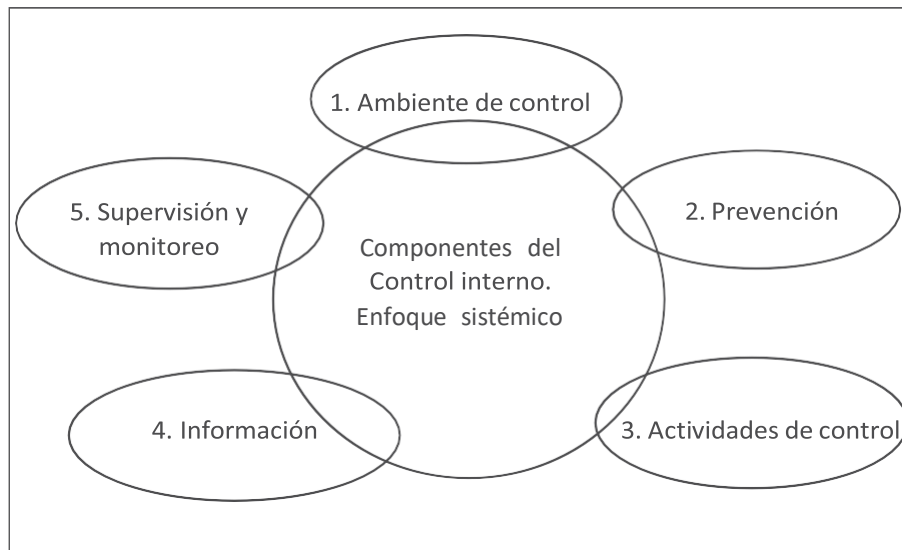 1. Ambiente de control
5. Supervisión y
monitoreo
2. Prevención
Componentes del
Control interno.
Enfoque sistémico
4. Información
3. Actividades de control